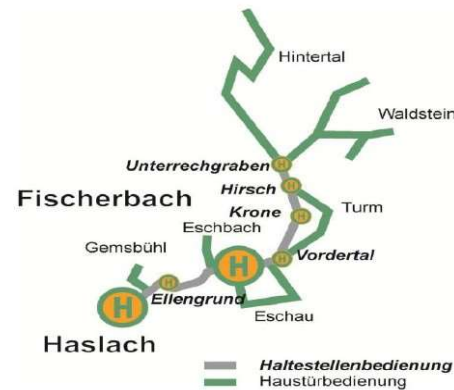 Hintertal
Waldstein
Unterrechgraben
Hirsch
Fischerbach
Krone
Turm
Eschbach
Gemsbühl
H
Vordertal
Ellengrund
H
Eschau
Haslach
Haltestellenbedienung
Haustürbedienung